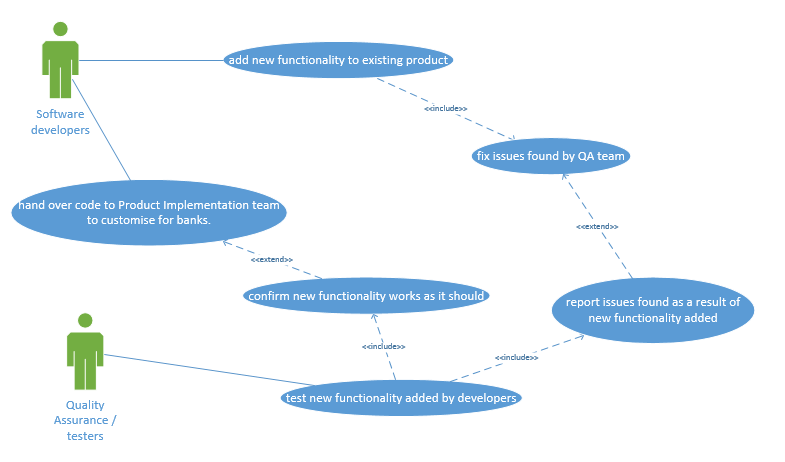 add new functionality to existing product
<<include>>
Software
developers
fix issues found by QA team
hand over code to Product Implementation team
to customise for banks.
<<extend>>
<<extend>>
confirm new functionality works as it should
report issues found as a result of
new functionality added
<<include>>
<<include>>
test new functionality added by developers
Quality
Assurance /
testers